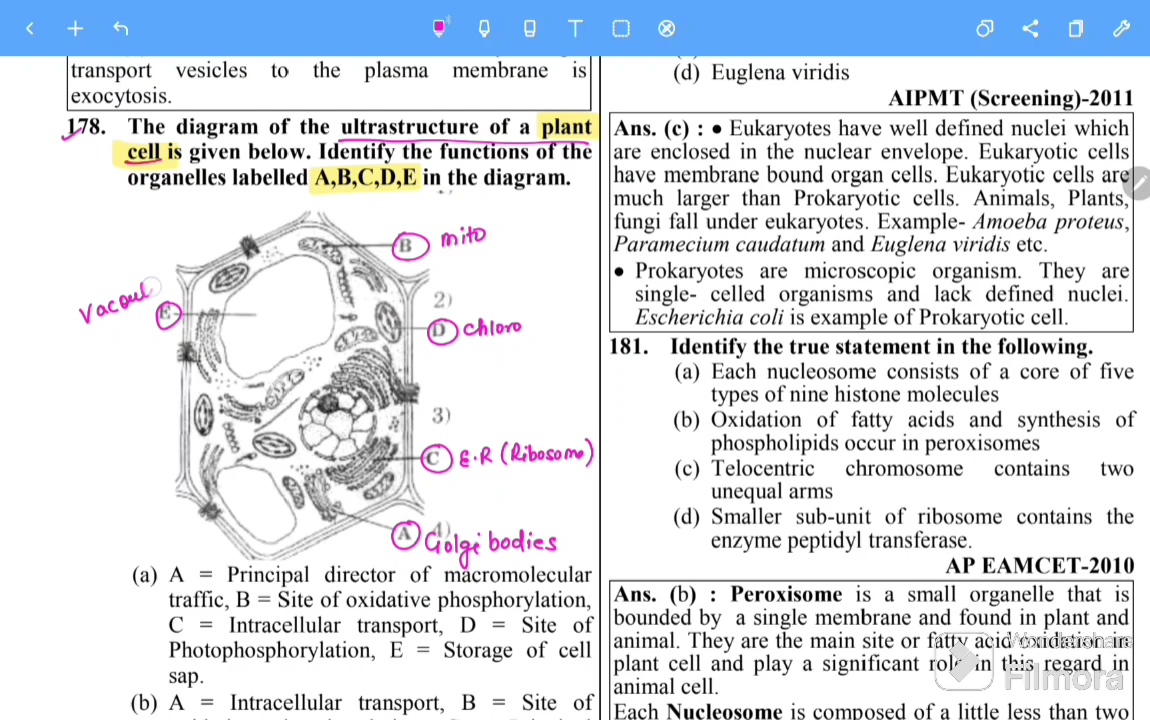 transport vesicles to the plasma membrane is
exocytosis.
178. The diagram of the ultrastructure of a plant
cell is given below. Identify the functions of the
organelles labelled A,B,C,D,E in the diagram.
B mito
Vacoul
E
2)
D chloro
3)
C E.R (Ribosome)
A 4) Golgi bodies
(a) A = Principal director of macromolecular
traffic, B = Site of oxidative phosphorylation,
C = Intracellular transport, D = Site of
Photophosphorylation, E = Storage of cell
sap.
(b) A = Intracellular transport, B = Site of
(d) Euglena viridis
AIPMT (Screening)-2011
Ans. (c) : • Eukaryotes have well defined nuclei which
are enclosed in the nuclear envelope. Eukaryotic cells
have membrane bound organ cells. Eukaryotic cells are
much larger than Prokaryotic cells. Animals, Plants,
fungi fall under eukaryotes. Example- Amoeba proteus,
Paramecium caudatum and Euglena viridis etc.
• Prokaryotes are microscopic organism. They are
single- celled organisms and lack defined nuclei.
Escherichia coli is example of Prokaryotic cell.
181. Identify the true statement in the following.
(a) Each nucleosome consists of a core of five
types of nine histone molecules
(b) Oxidation of fatty acids and synthesis of
phospholipids occur in peroxisomes
(c) Telocentric chromosome contains two
unequal arms
(d) Smaller sub-unit of ribosome contains the
enzyme peptidyl transferase.
AP EAMCET-2010
Ans. (b) : Peroxisome is a small organelle that is
bounded by a single membrane and found in plant and
animal. They are the main site or fatty acid oxidation in
plant cell and play a significant role in this regard in
animal cell.
Each Nucleosome is composed of a little less than two
Wondershare
Filmora